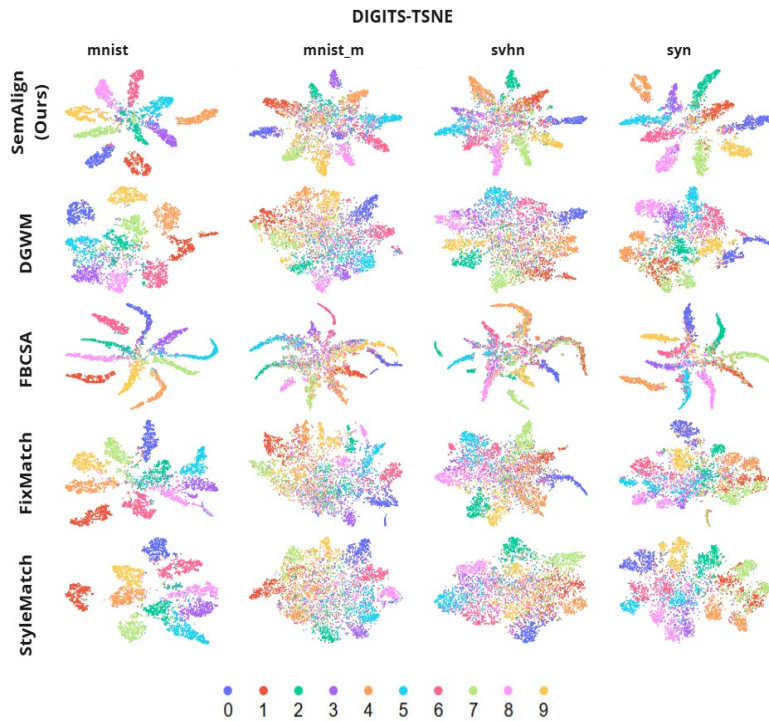 DIGITS-TSNE
mnist mnist_m svhn syn
SemAlign
(Ours)
DGWM
FBCSA
FixMatch
StyleMatch
0 1 2 3 4 5 6 7 8 9